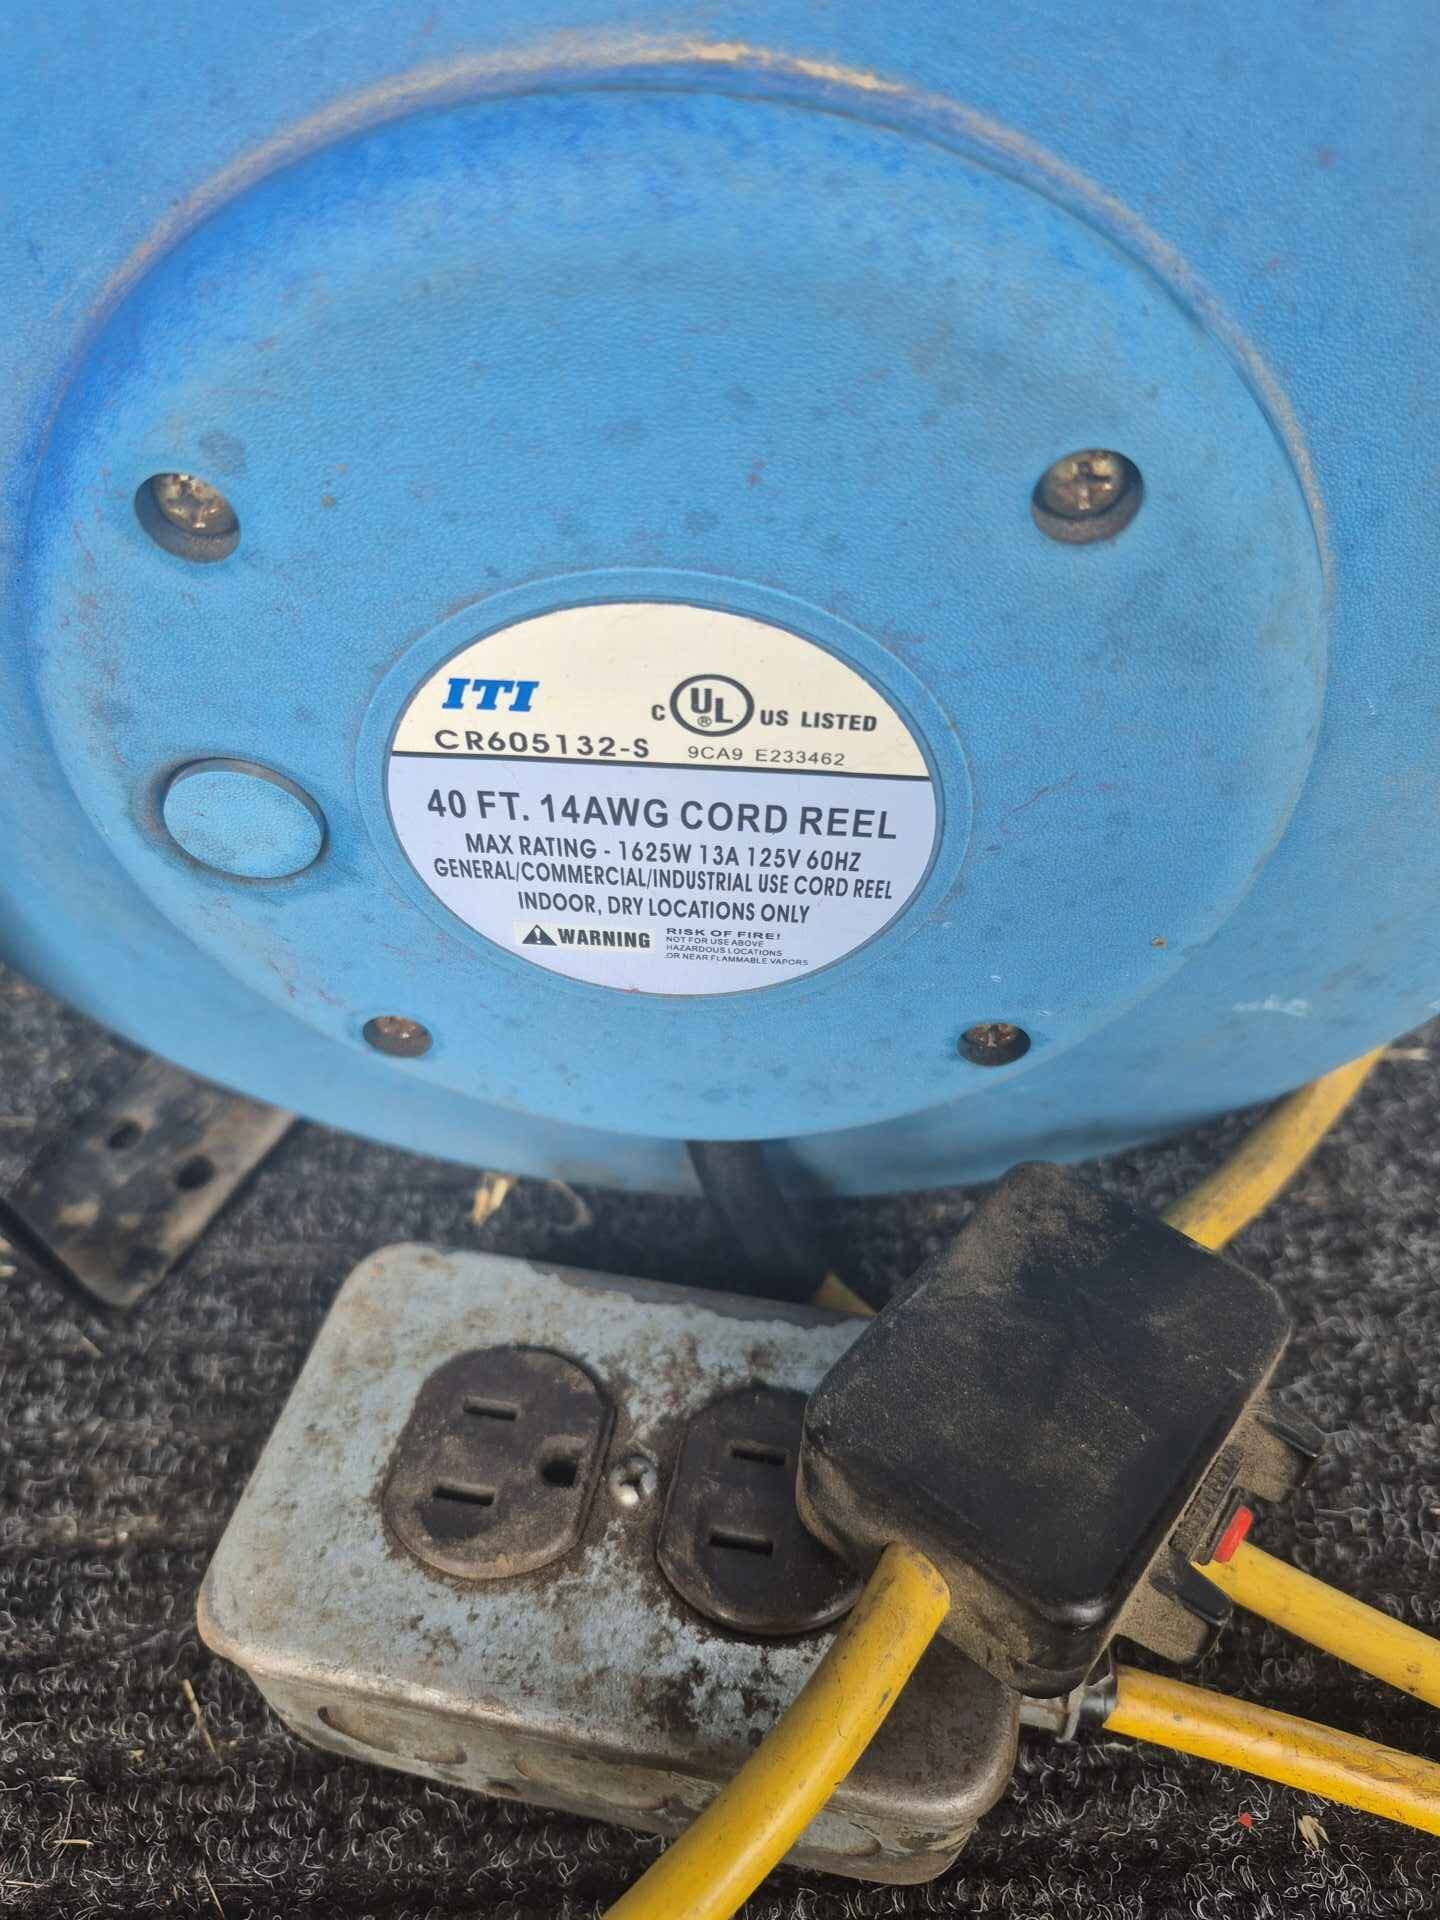 ITI
C UL ® US LISTED
CR605132-S 9CA9 E233462
40 FT. 14AWG CORD REEL
MAX RATING - 1625W 13A 125V 60HZ
GENERAL/COMMERCIAL/INDUSTRIAL USE CORD REEL
INDOOR, DRY LOCATIONS ONLY
WARNING
RISK OF FIRE!
NOT FOR USE ABOVE
HAZARDOUS LOCATIONS
OR NEAR FLAMMABLE VAPORS